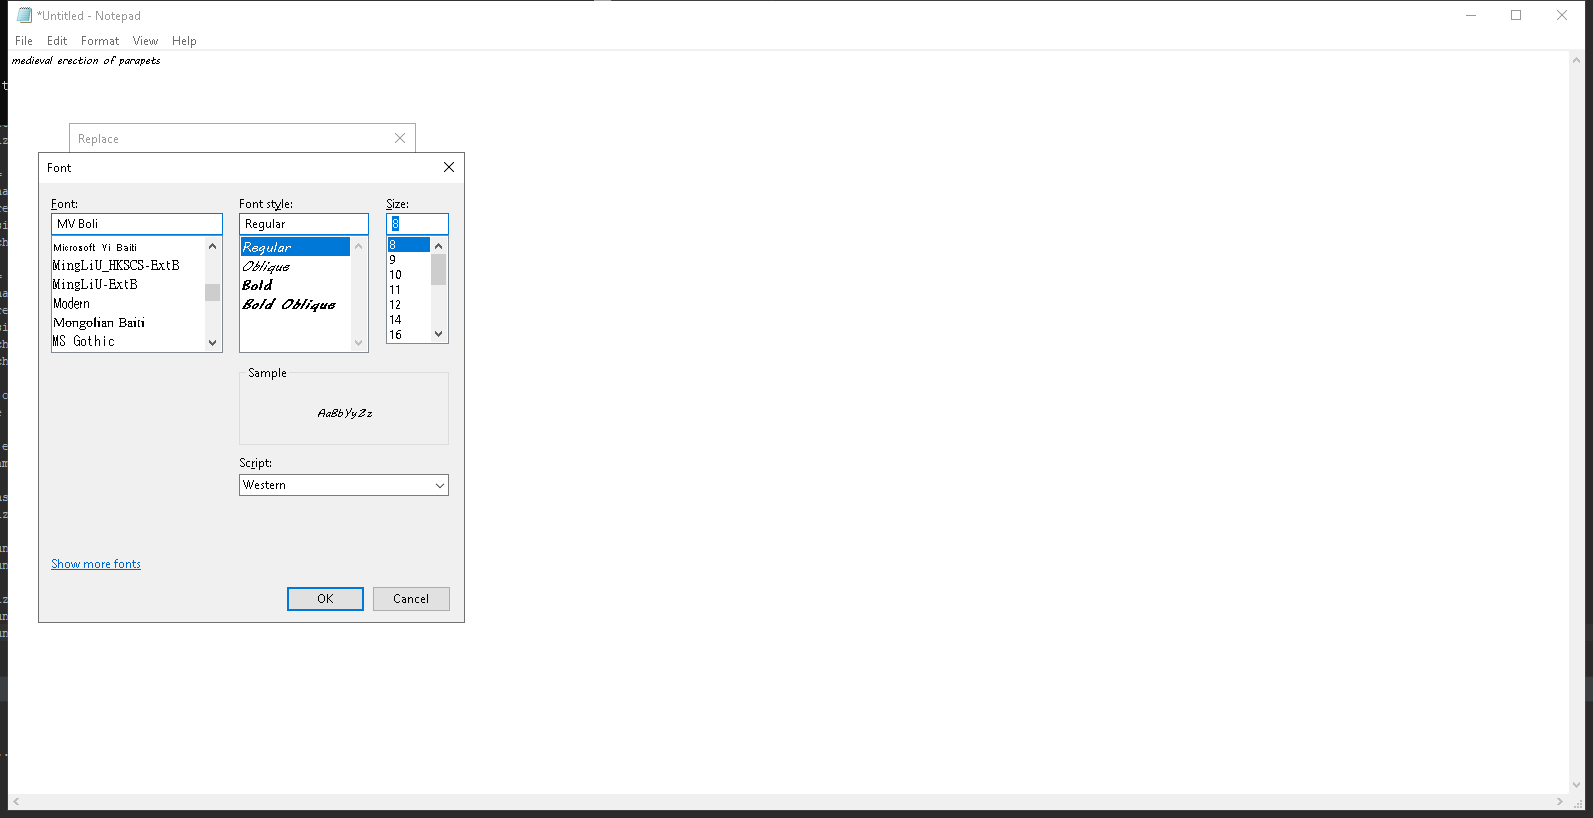 *Untitled - Notepad
File Edit Format View Help
medieval erection of parapets
Replace
Font
Font:
MV Boli
Microsoft Yi Baiti
MingLiU_HKSCS-ExtB
MingLiU-ExtB
Modern
Mongolian Baiti
MS Gothic
Font style:
Regular
Regular
Oblique
Bold
Bold Oblique
Size:
8
8
9
10
11
12
14
16
Sample
AaBbYyZz
Script:
Western
Show more fonts
OK Cancel